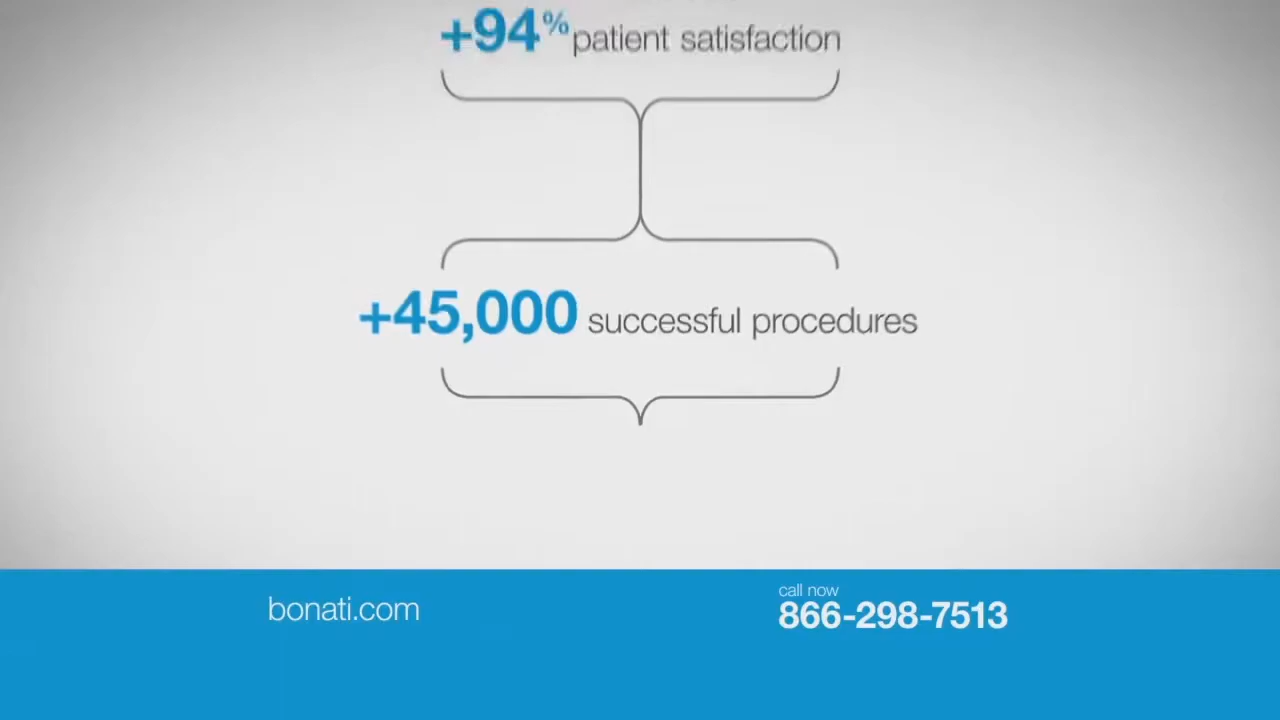 +94% patient satisfaction
+45,000 successful procedures
bonati.com
call now
866-298-7513